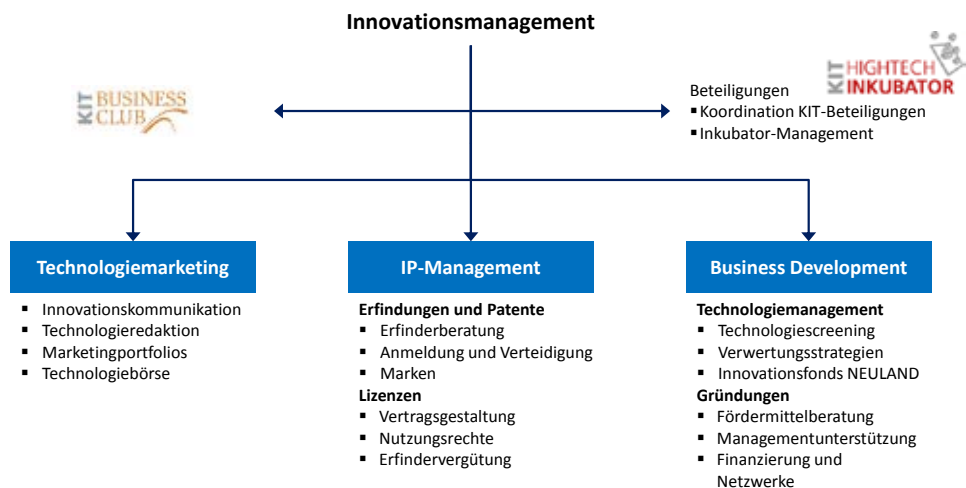 Innovationsmanagement
KIT BUSINESS
CLUB
KIT HIGHTECH
INKUBATOR
Beteiligungen
▪ Koordination KIT-Beteiligungen
▪ Inkubator-Management
Technologiemarketing
▪ Innovationskommunikation
▪ Technologieredaktion
▪ Marketingportfolios
▪ Technologiebörse
IP-Management
Erfindungen und Patente
▪ Erfinderberatung
▪ Anmeldung und Verteidigung
▪ Marken
Lizenzen
▪ Vertragsgestaltung
▪ Nutzungsrechte
▪ Erfindervergütung
Business Development
Technologiemanagement
▪ Technologiescreening
▪ Verwertungsstrategien
▪ Innovationsfonds NEULAND
Gründungen
▪ Fördermittelberatung
▪ Managementunterstützung
▪ Finanzierung und
Netzwerke